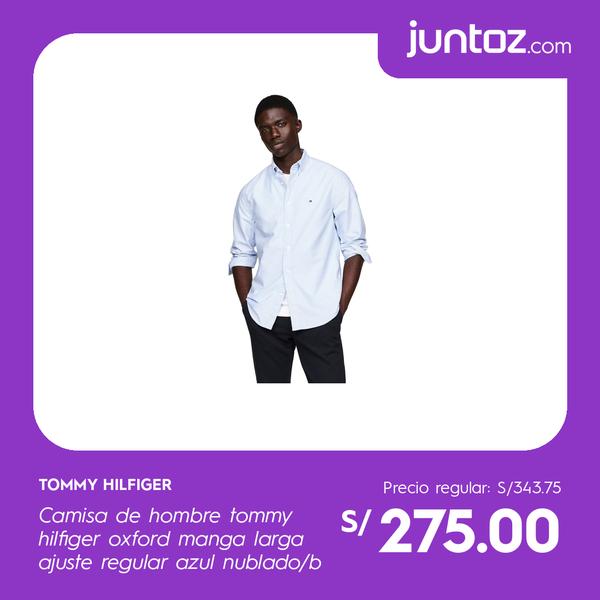 juntoz.com
TOMMY HILFIGER
Camisa de hombre tommy
hilfiger oxford manga larga
ajuste regular azul nublado/b
Precio regular: S/343.75
S/ 275.00